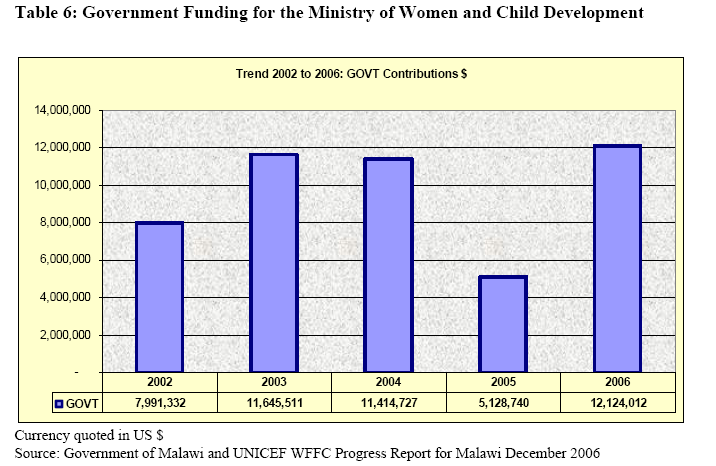 Table 6: Government Funding for the Ministry of Women and Child Development
Trend 2002 to 2006: GOVT Contributions $
14,000,000
12,000,000
10,000,000
8,000,000
6,000,000
4,000,000
2,000,000
-
2002 2003 2004 2005 2006
GOVT 7,991,332 11,645,511 11,414,727 5,128,740 12,124,012
Currency quoted in US $
Source: Government of Malawi and UNICEF WFFC Progress Report for Malawi December 2006